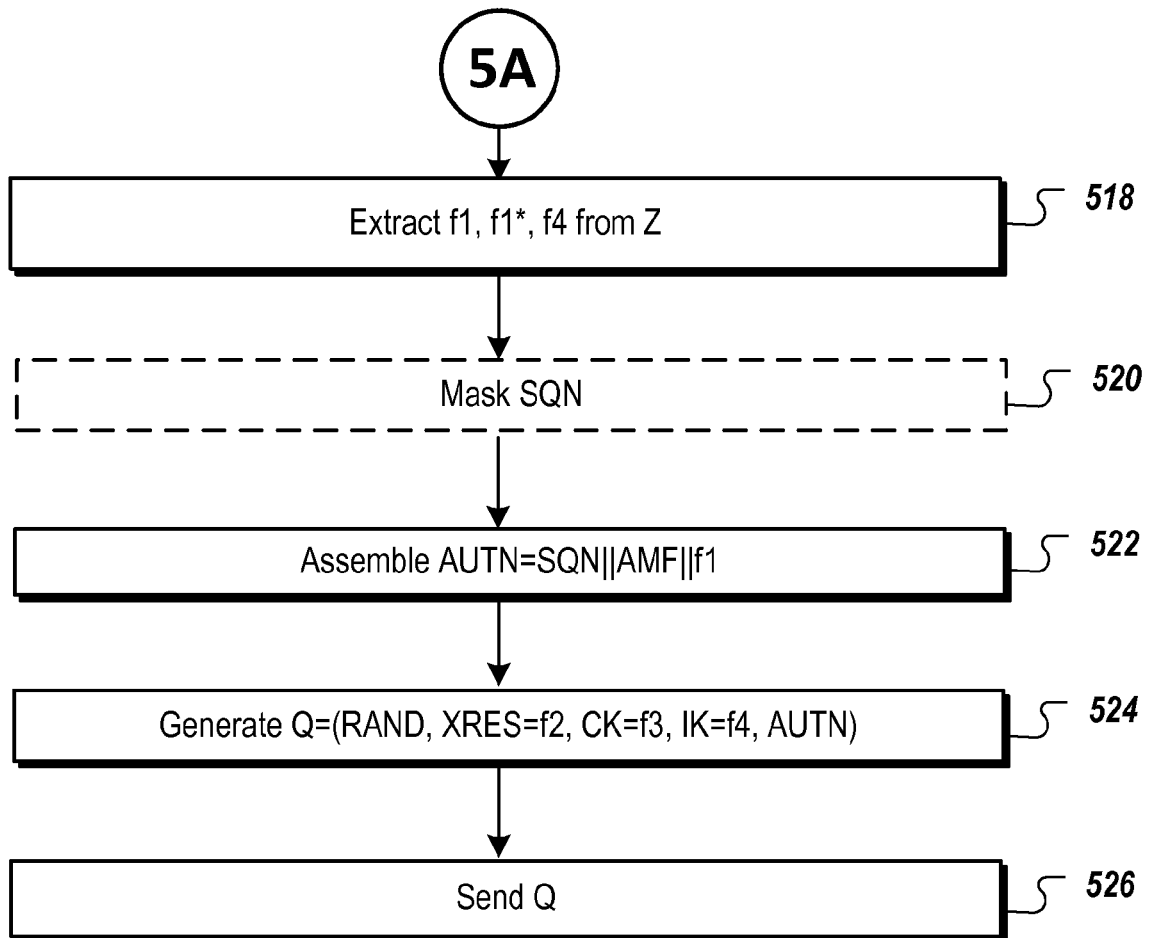 5A
Extract f1, f1*, f4 from Z
518
Mask SQN
520
Assemble AUTN=SQN||AMF||f1
522
Generate Q=(RAND, XRES=f2, CK=f3, IK=f4, AUTN)
524
Send Q
526